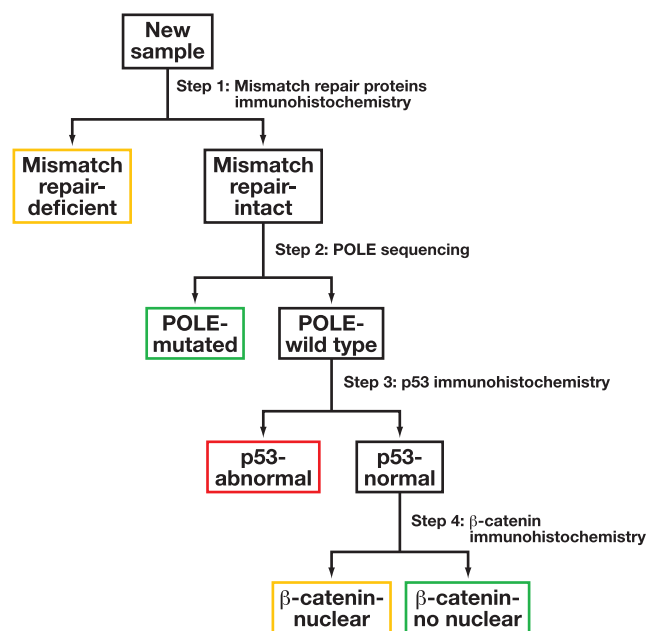 New
sample
Step 1: Mismatch repair proteins
immunohistochemistry
Mismatch
repair-
deficient
Mismatch
repair-
intact
Step 2: POLE sequencing
POLE-
mutated
POLE-
wild type
Step 3: p53 immunohistochemistry
p53-
abnormal
p53-
normal
Step 4: β-catenin
immunohistochemistry
β-catenin-
nuclear
β-catenin-
no nuclear